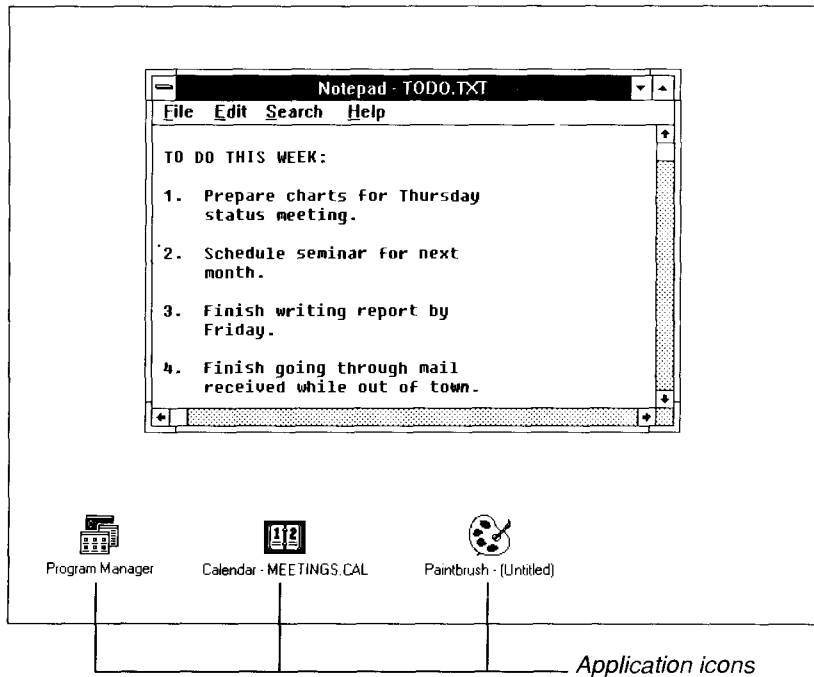 Notepad - TODO.TXT
File Edit Search Help
TO DO THIS WEEK:
1. Prepare charts for Thursday
status meeting.
2. Schedule seminar for next
month.
3. Finish writing report by
Friday.
4. Finish going through mail
received while out of town.
12
Program Manager Calendar - MEETINGS.CAL Paintbrush - (Untitled)
Application icons